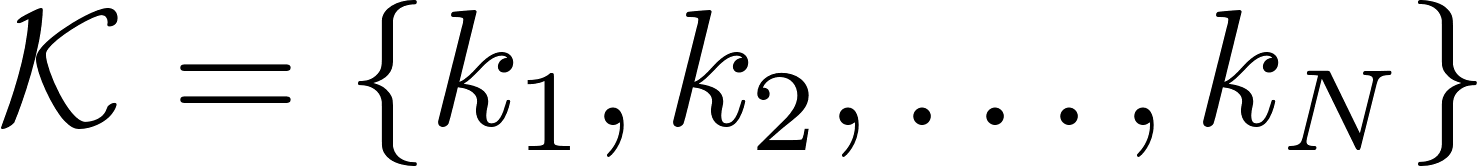 𝒦 = {k₁, k₂, . . . , k_N}